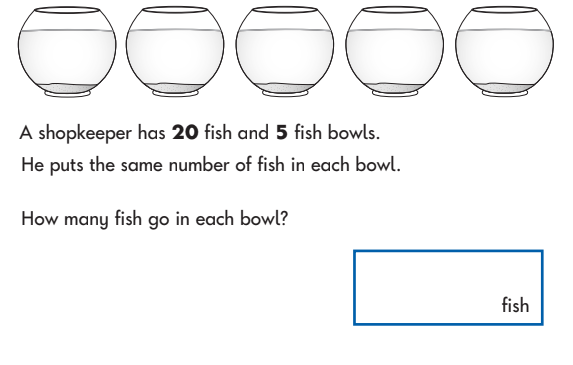 A shopkeeper has 20 fish and 5 fish bowls.
He puts the same number of fish in each bowl.
How many fish go in each bowl?
fish